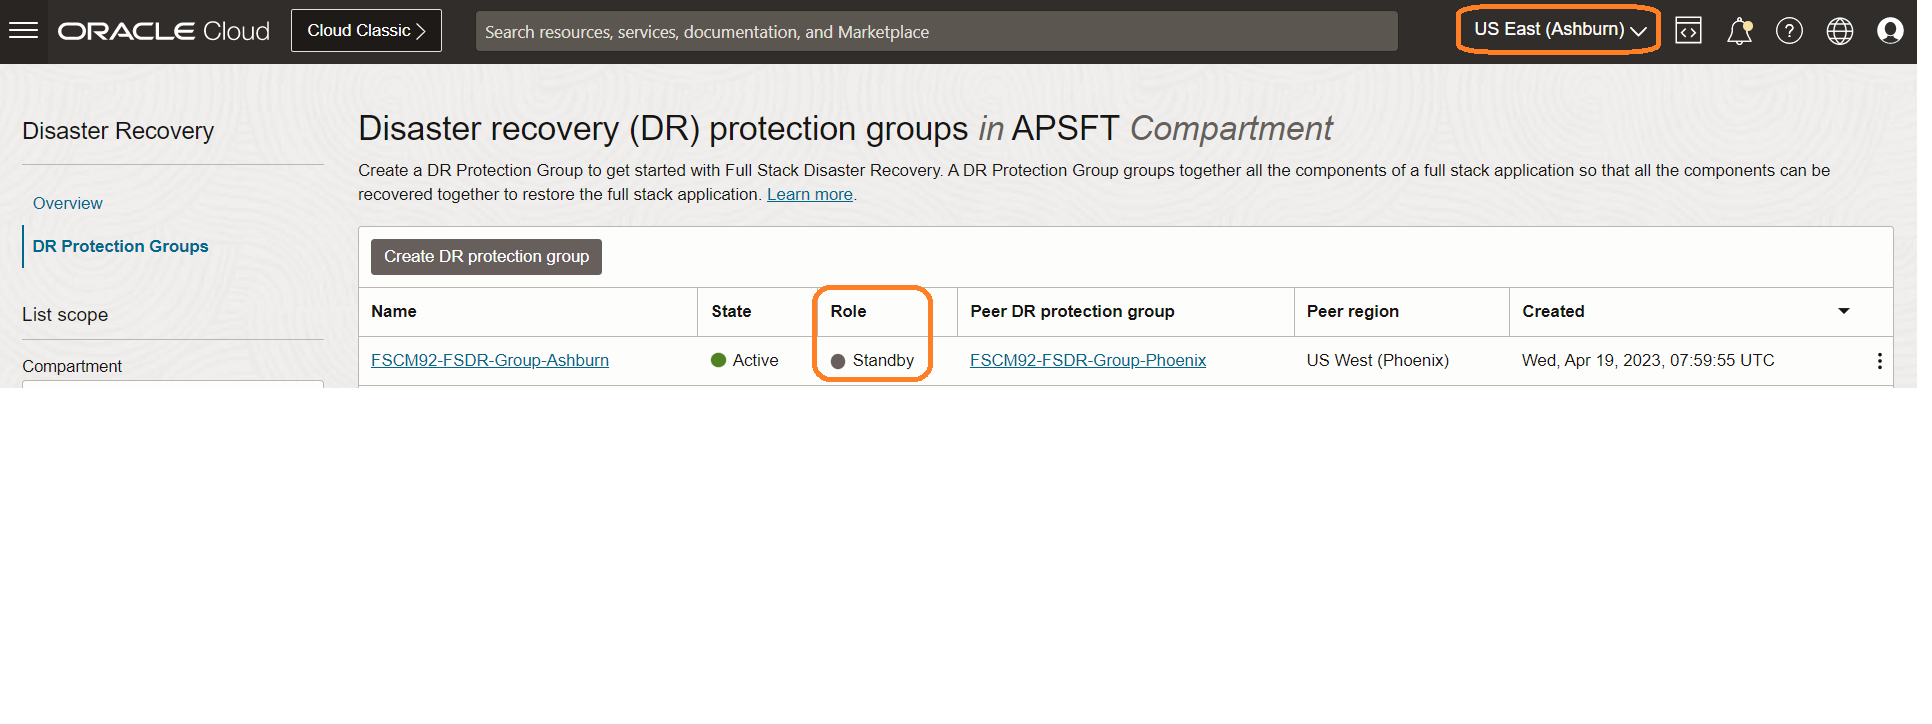 ORACLE Cloud
Cloud Classic
Search resources, services, documentation, and Marketplace
US East (Ashburn)
Disaster Recovery
Overview
DR Protection Groups
List scope
Compartment
Disaster recovery (DR) protection groups in APSFT Compartment
Create a DR Protection Group to get started with Full Stack Disaster Recovery. A DR Protection Group groups together all the components of a full stack application so that all the components can be
recovered together to restore the full stack application. Learn more.
Create DR protection group
Name State Role Peer DR protection group Peer region Created
FSCM92-FSDR-Group-Ashburn Active Standby FSCM92-FSDR-Group-Phoenix US West (Phoenix) Wed, Apr 19, 2023, 07:59:55 UTC